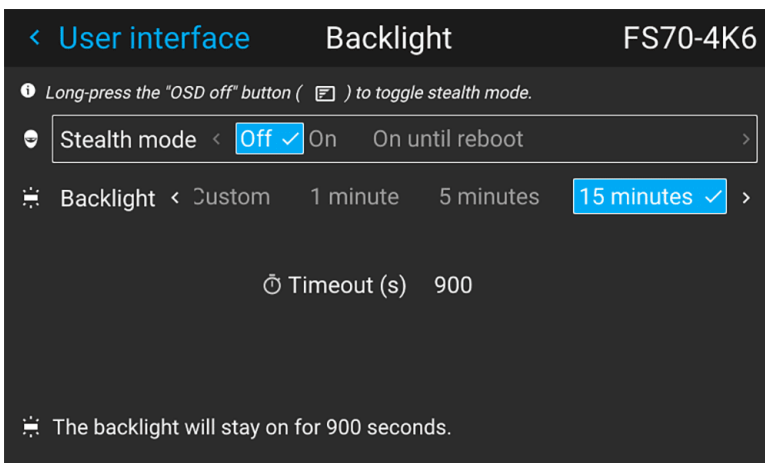 User interface Backlight FS70-4K6
Long-press the "OSD off" button ( ) to toggle stealth mode.
Stealth mode Off On On until reboot
Backlight Custom 1 minute 5 minutes 15 minutes
Timeout (s) 900
The backlight will stay on for 900 seconds.